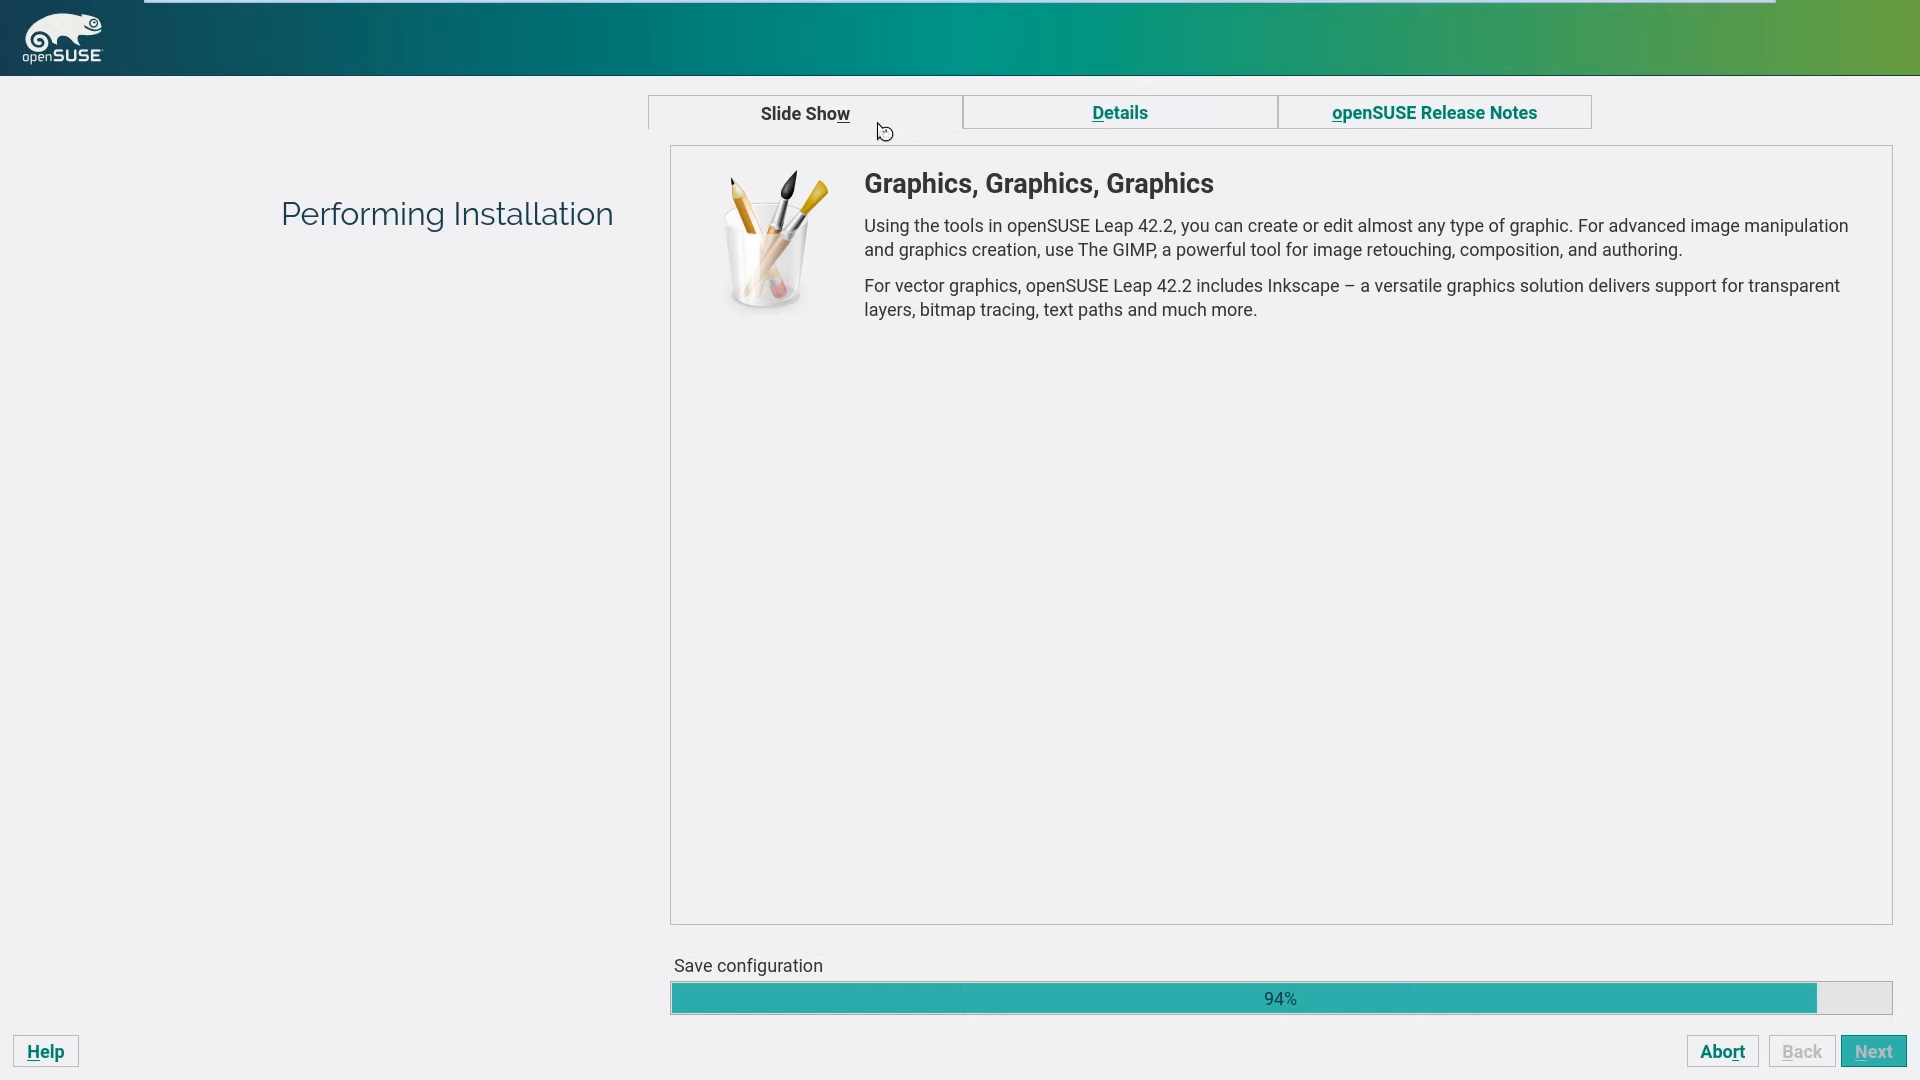 openSUSE
Slide Show
Details
openSUSE Release Notes
Performing Installation
Graphics, Graphics, Graphics
Using the tools in openSUSE Leap 42.2, you can create or edit almost any type of graphic. For advanced image manipulation
and graphics creation, use The GIMP, a powerful tool for image retouching, composition, and authoring.
For vector graphics, openSUSE Leap 42.2 includes Inkscape – a versatile graphics solution delivers support for transparent
layers, bitmap tracing, text paths and much more.
Save configuration
94%
Help
Abort
Back
Next